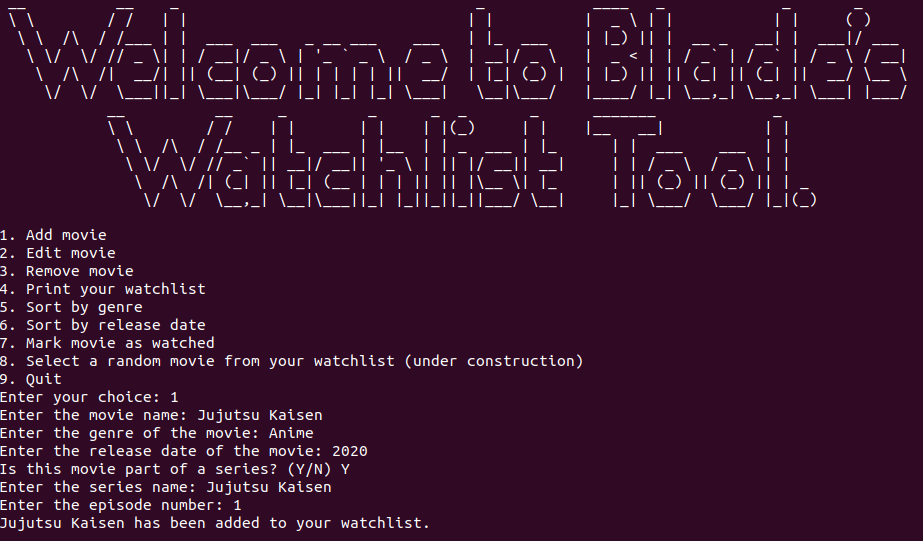 Welcome to Blade's
Watchlist Tool.
1. Add movie
2. Edit movie
3. Remove movie
4. Print your watchlist
5. Sort by genre
6. Sort by release date
7. Mark movie as watched
8. Select a random movie from your watchlist (under construction)
9. Quit
Enter your choice: 1
Enter the movie name: Jujutsu Kaisen
Enter the genre of the movie: Anime
Enter the release date of the movie: 2020
Is this movie part of a series? (Y/N) Y
Enter the series name: Jujutsu Kaisen
Enter the episode number: 1
Jujutsu Kaisen has been added to your watchlist.